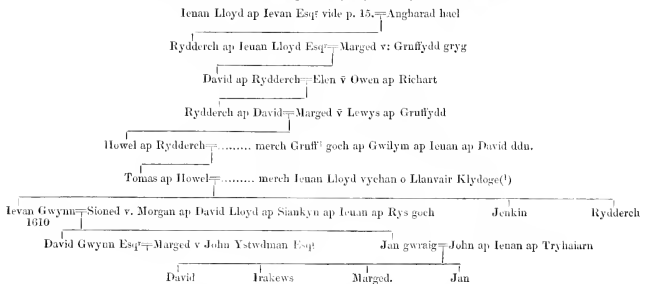 Ienan Lloyd ap Ievan Esqr vide p. 15.=Angharad hael
Rydderch ap Ieuan Lloyd Esqr=Marged v: Gruffydd gryg
David ap Rydderch=Elen v̄ Owen ap Richart
Rydderch ap David=Marged v̄ Lewys ap Gruffydd
Howel ap Rydderch=......... merch Gruffd goch ap Gwilym ap Ieuan ap David ddu.
Tomas ap Howel=......... merch Ieuan Lloyd vychan o Llanvair Klydoge(1)
Ievan Gwynn=Sioned v. Morgan ap David Lloyd ap Siankyn ap Ieuan ap Rys goch Jenkin Rydderch
1610
David Gwynn Esqr=Marged v John Ystwdman Esqr Jan gwraig=John ap Ieuan ap Tryhaiarn
David Irakews Marged. Jan